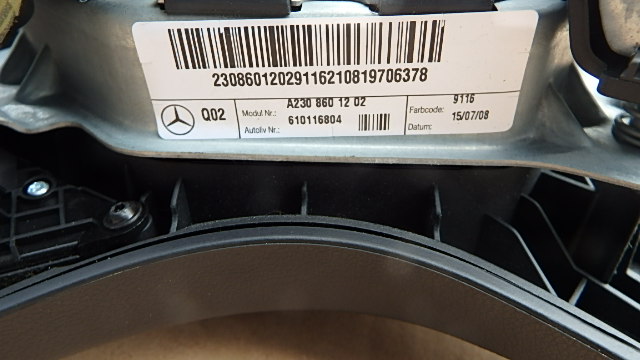 23086012029116210819706378
Q02
Modul Nr.: A230 860 12 02
Autoliv Nr.: 610116804
Farbcode: 9116
Datum: 15/07/08